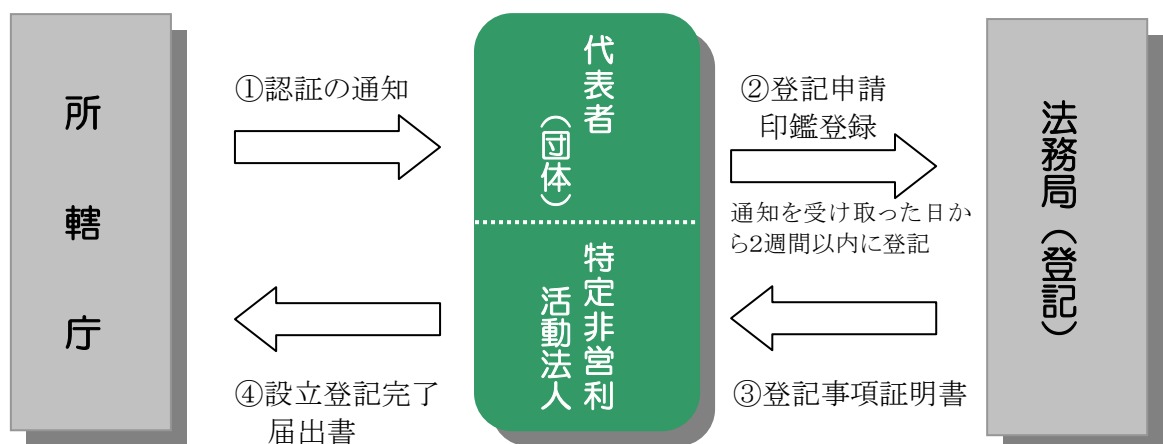 所轄庁
①認証の通知
代表者
（団体）
②登記申請
印鑑登録
通知を受け取った日か
ら2週間以内に登記
法務局（登記）
特定非営利
活動法人
③登記事項証明書
④設立登記完了
届出書